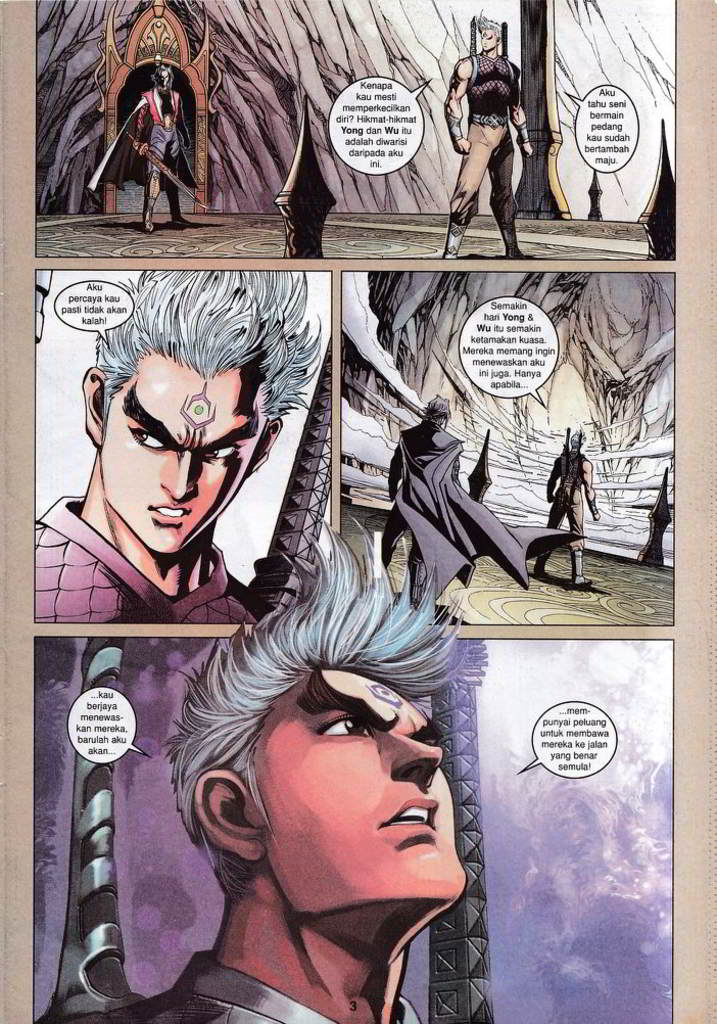 Kenapa
kau mesti
memperkecilkan
diri? Hikmat-hikmat
Yong dan Wu itu
adalah diwarisi
daripada aku
ini.
Aku
tahu seni
bermain
pedang
kau sudah
bertambah
maju.
Aku
percaya kau
pasti tidak akan
kalah!
Semakin
hari Yong &
Wu itu semakin
ketamakan kuasa.
Mereka memang ingin
menewaskan aku
ini juga. Hanya
apabila...
...kau
berjaya
menewas-
kan mereka,
barulah aku
akan...
...mem-
punyai peluang
untuk membawa
mereka ke jalan
yang benar
semula!
3